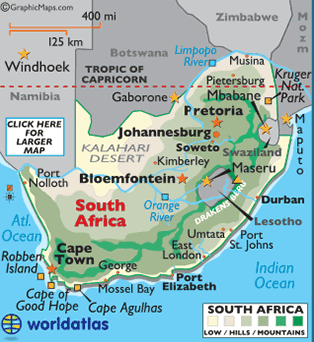 GraphicMaps.com
400 mi
125 km
Zimbabwe
Mozm
Botswana
Limpopo
River
Musina
Windhoek
TROPIC OF
CAPRICORN
Pietersburg
Kruger
Nat.
Park
Mbabane
Namibia
Gaborone
Pretoria
Maputo
CLICK HERE
FOR
LARGER
MAP
Johannesburg
Soweto
KALAHARI
DESERT
Swaziland
Kimberley
Maseru
Port
Nolloth
Bloemfontein
Durban
South
Africa
Orange
River
DRAKENSBERG
Lesotho
Atl.
Ocean
Umtata
Port
St. Johns
Robben
Island
Cape
Town
East
London
Indian
Ocean
George
Port
Elizabeth
Mossel Bay
Cape of
Good Hope
Cape Agulhas
SOUTH AFRICA
LOW / HILLS / MOUNTAINS
worldatlas